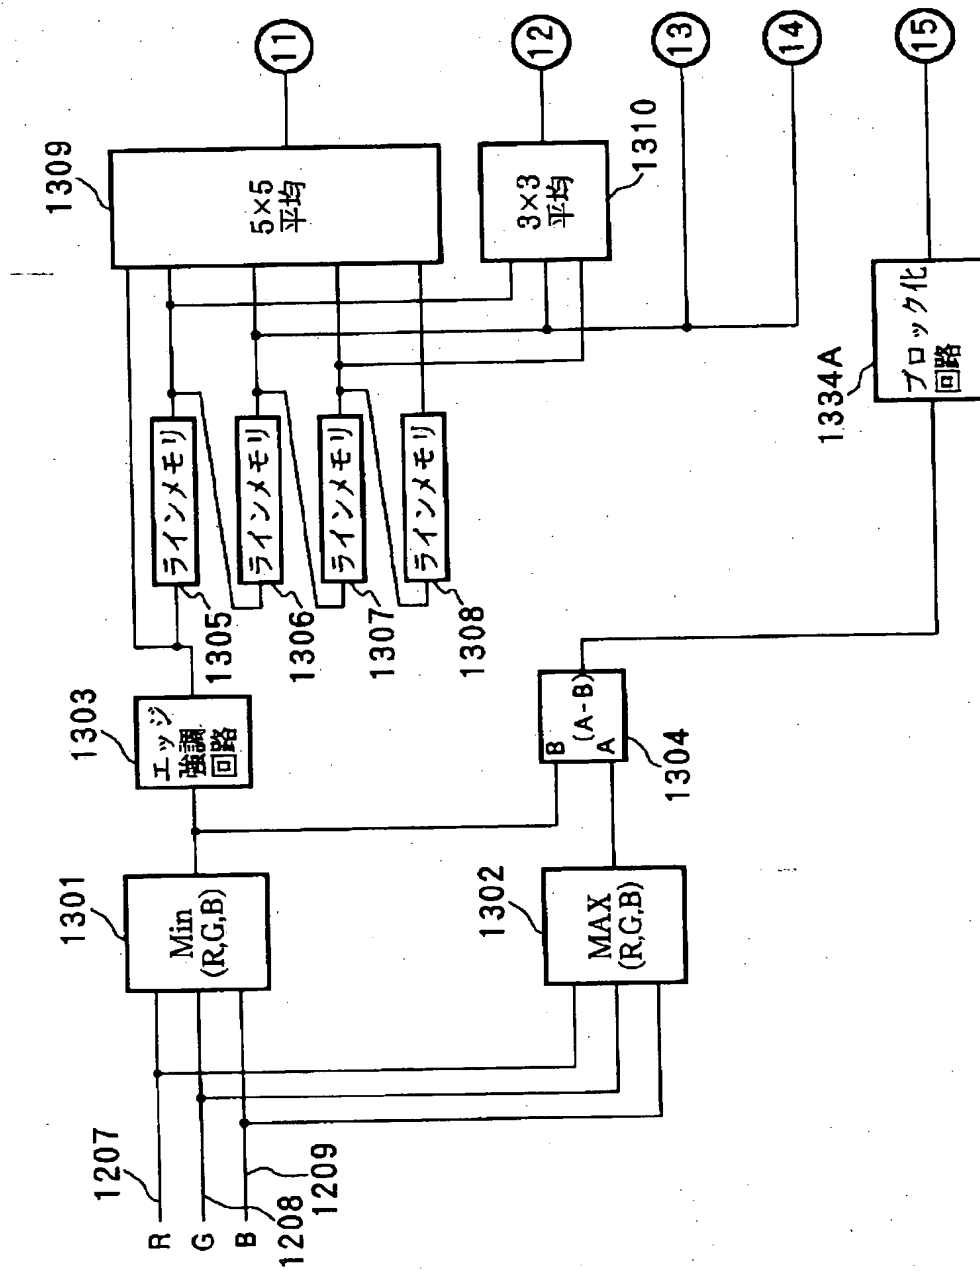 R
1207
G
1208
B
1209
1301
Min
(R,G,B)
1302
MAX
(R,G,B)
1303
エッジ
強調
回路
B
(A-B)
A
1304
ラインメモリ
1305
ラインメモリ
1306
ラインメモリ
1307
ラインメモリ
1308
1309
5×5
平均
3×3
平均
1310
1334A
ブロック化
回路
11
12
13
14
15